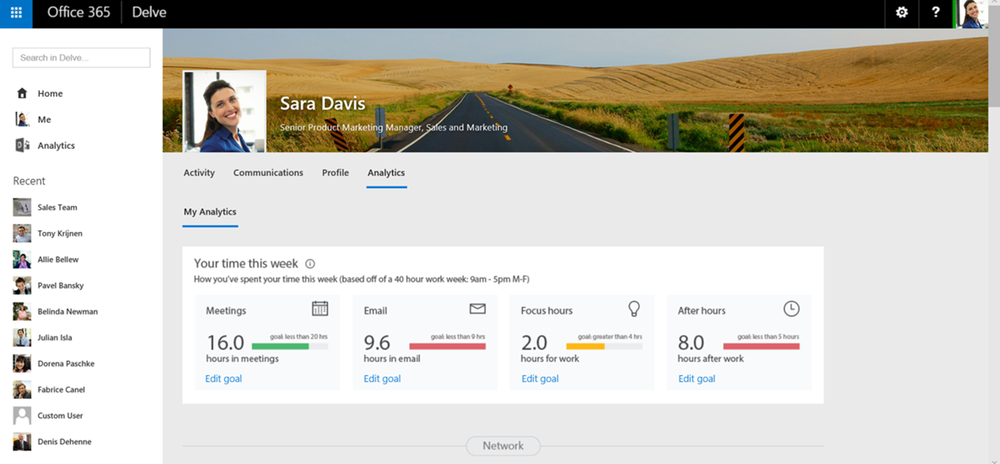 Office 365
Delve
?
Search in Delve...
Home
Me
Analytics
Recent
Sales Team
Tony Krijnen
Allie Bellew
Pavel Bansky
Belinda Newman
Julian Isla
Dorena Paschke
Fabrice Canel
Custom User
Denis Dehenne
Sara Davis
Senior Product Marketing Manager, Sales and Marketing
Activity Communications Profile Analytics
My Analytics
Your time this week
How you've spent your time this week (based off of a 40 hour work week: 9am - 5pm M-F)
Meetings
goal: less than 20 hrs
16.0
hours in meetings
Edit goal
Email
goal: less than 9 hrs
9.6
hours in email
Edit goal
Focus hours
goal: greater than 4 hrs
2.0
hours for work
Edit goal
After hours
goal: less than 5 hours
8.0
hours after work
Edit goal
Network